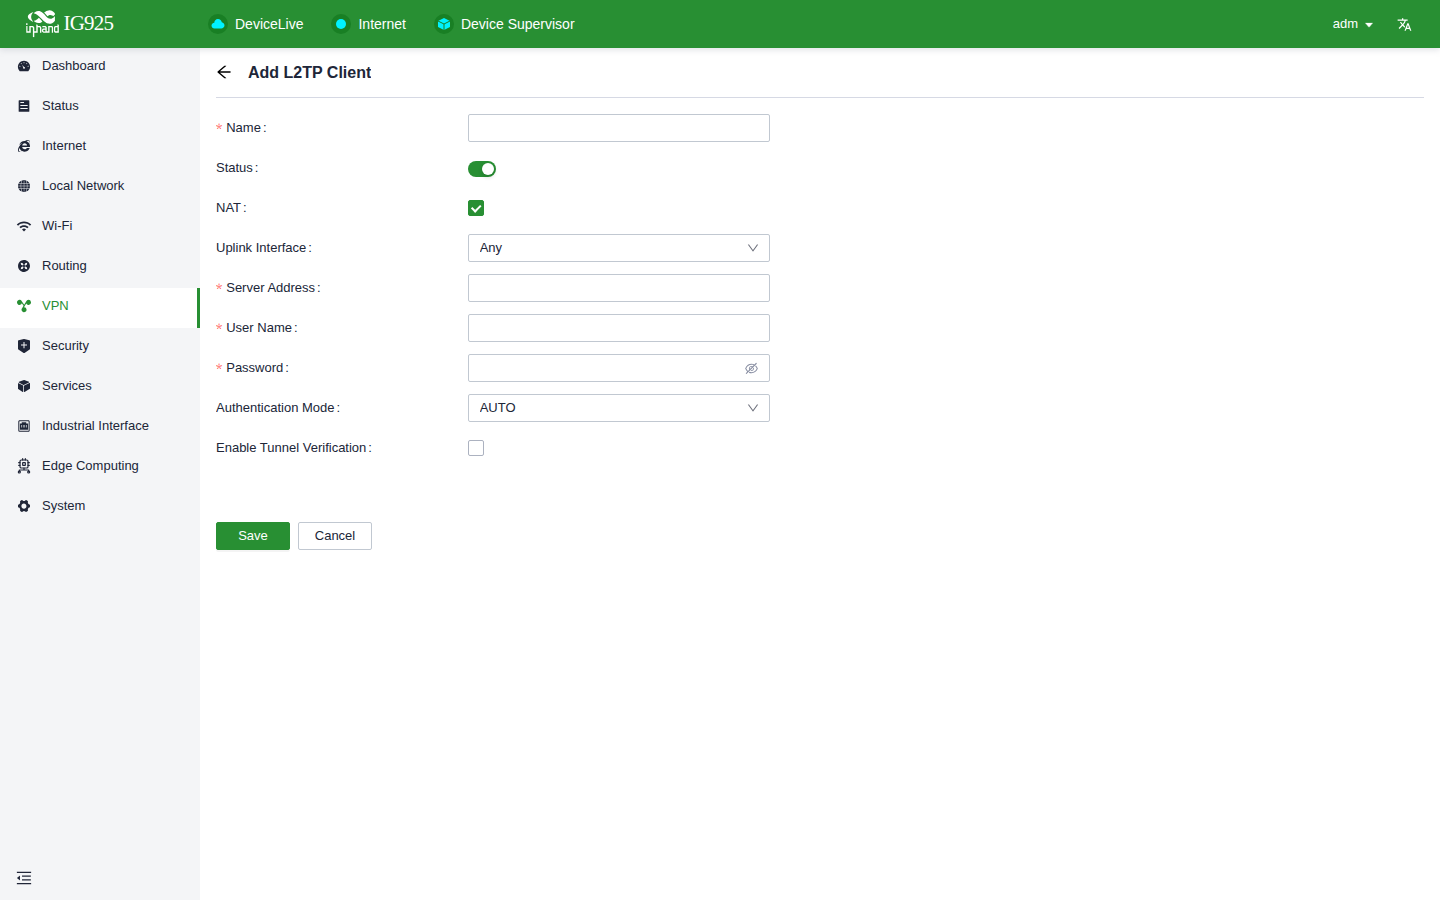 inhand IG925
DeviceLive
Internet
Device Supervisor
adm
Dashboard
Status
Internet
Local Network
Wi-Fi
Routing
VPN
Security
Services
Industrial Interface
Edge Computing
System
Add L2TP Client
* Name:
Status:
NAT:
Uplink Interface: Any
* Server Address:
* User Name:
* Password:
Authentication Mode: AUTO
Enable Tunnel Verification:
Save Cancel